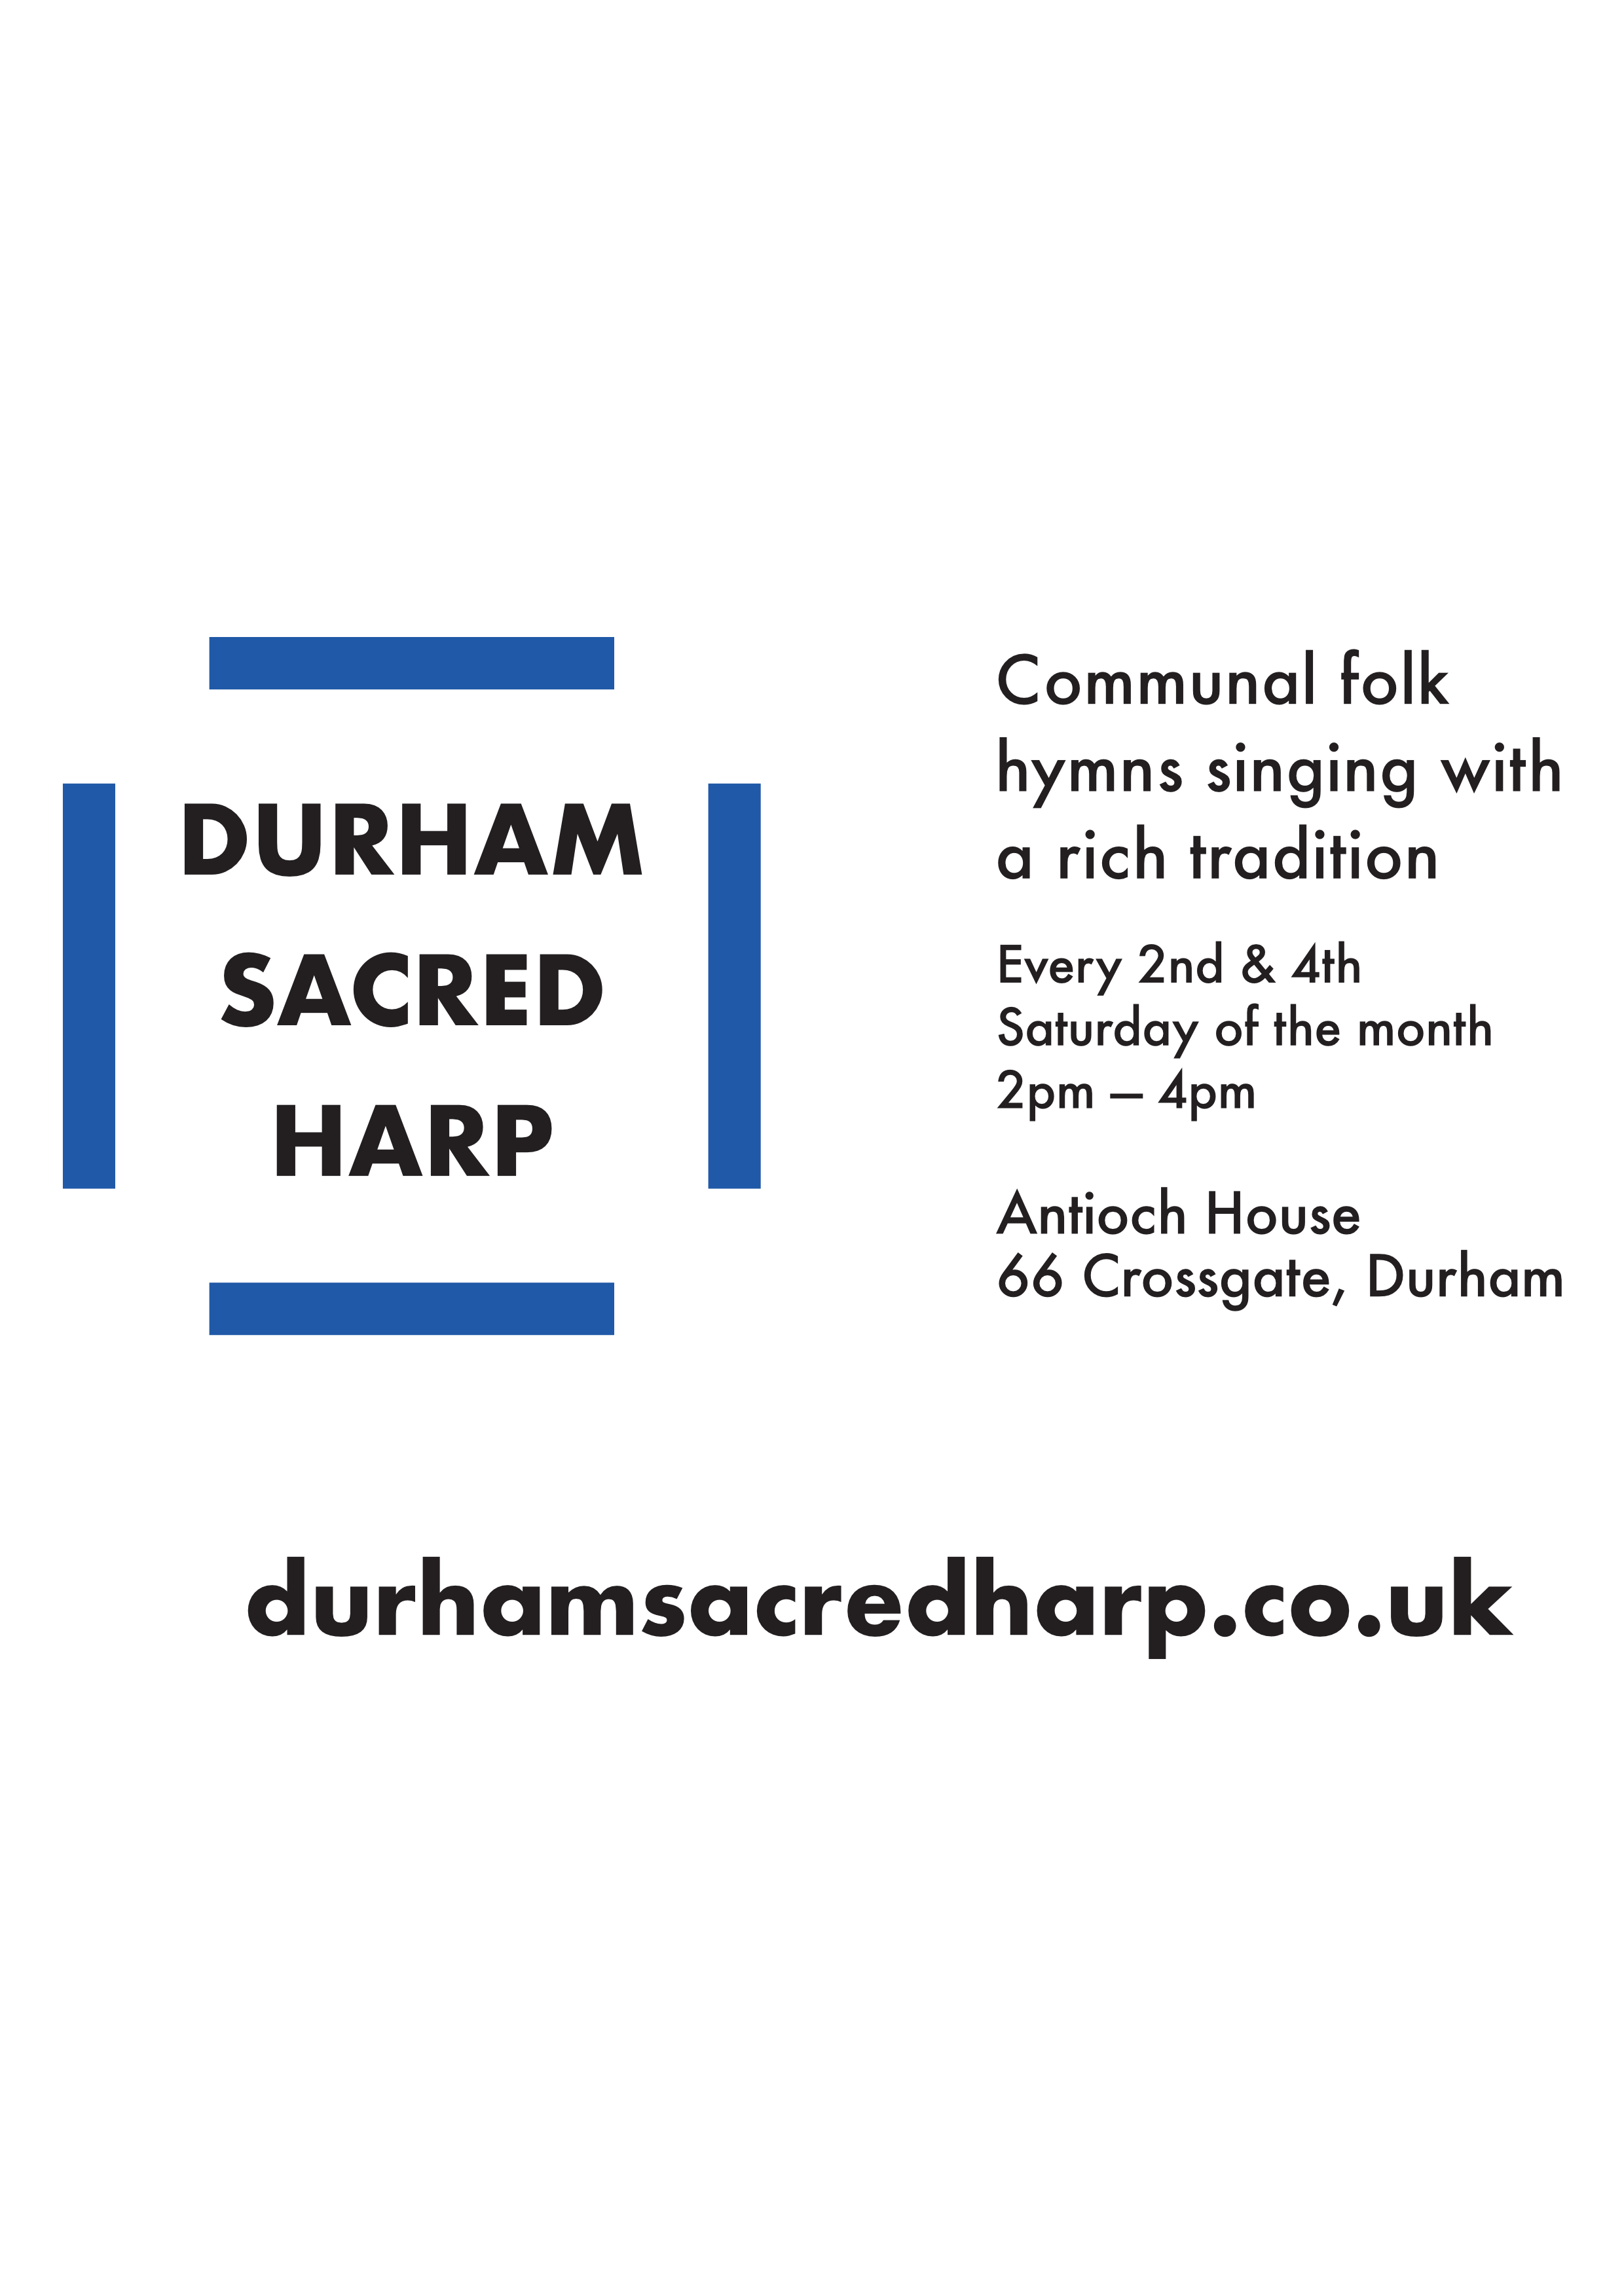 DURHAM
SACRED
HARP
Communal folk
hymns singing with
a rich tradition
Every 2nd & 4th
Saturday of the month
2pm — 4pm
Antioch House
66 Crossgate, Durham
durhamsacredharp.co.uk